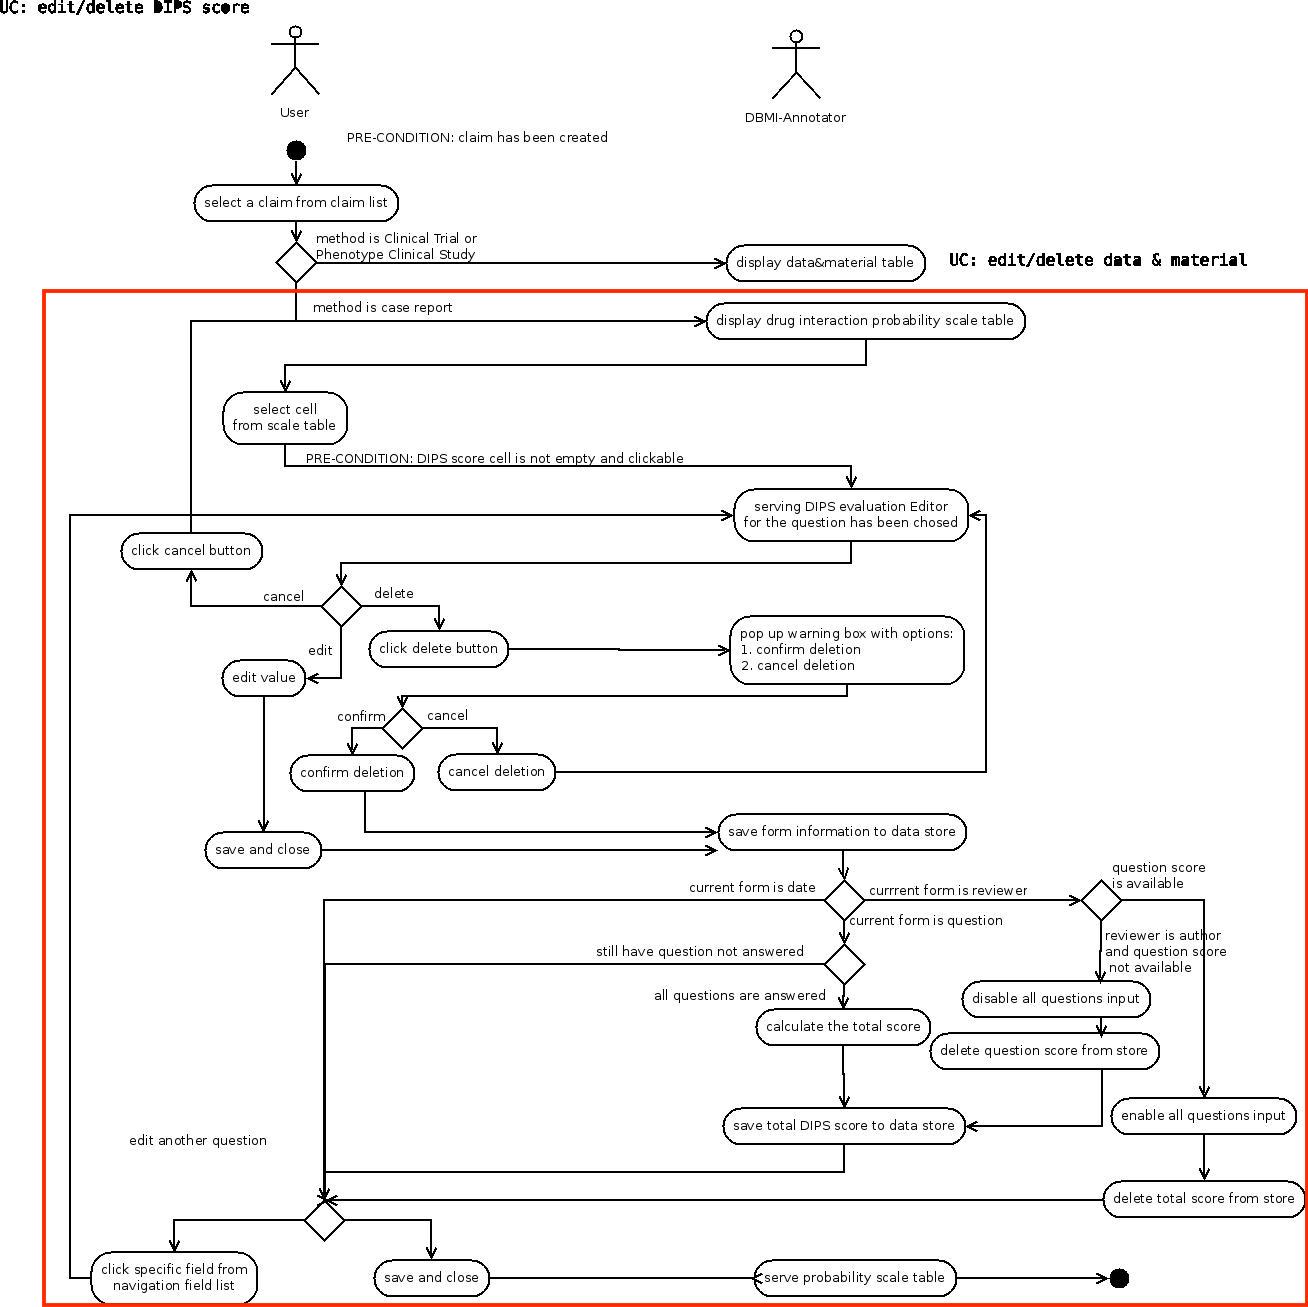 UC: edit/delete DIPS score
User
DBMI-Annotator
PRE-CONDITION: claim has been created
select a claim from claim list
method is Clinical Trial or
Phenotype Clinical Study
display data&material table
UC: edit/delete data & material
method is case report
display drug interaction probability scale table
select cell
from scale table
PRE-CONDITION: DIPS score cell is not empty and clickable
serving DIPS evaluation Editor
for the question has been chosed
click cancel button
cancel
delete
click delete button
pop up warning box with options:
1. confirm deletion
2. cancel deletion
edit
edit value
confirm
cancel
confirm deletion
cancel deletion
save form information to data store
save and close
question score
is available
current form is date
currrent form is reviewer
current form is question
reviewer is author
and question score
not available
still have question not answered
all questions are answered
disable all questions input
calculate the total score
delete question score from store
enable all questions input
save total DIPS score to data store
edit another question
delete total score from store
click specific field from
navigation field list
save and close
serve probability scale table